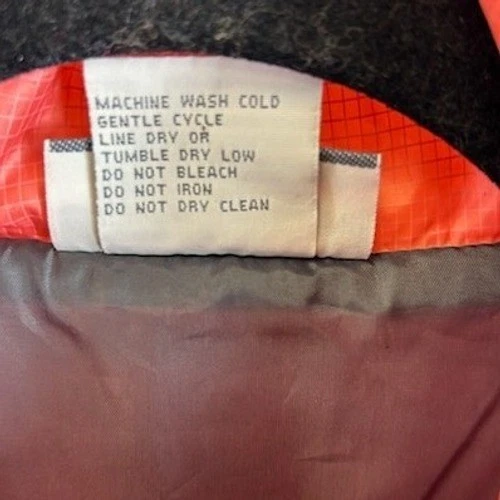 MACHINE WASH COLD
GENTLE CYCLE
LINE DRY OR
TUMBLE DRY LOW
DO NOT BLEACH
DO NOT IRON
DO NOT DRY CLEAN